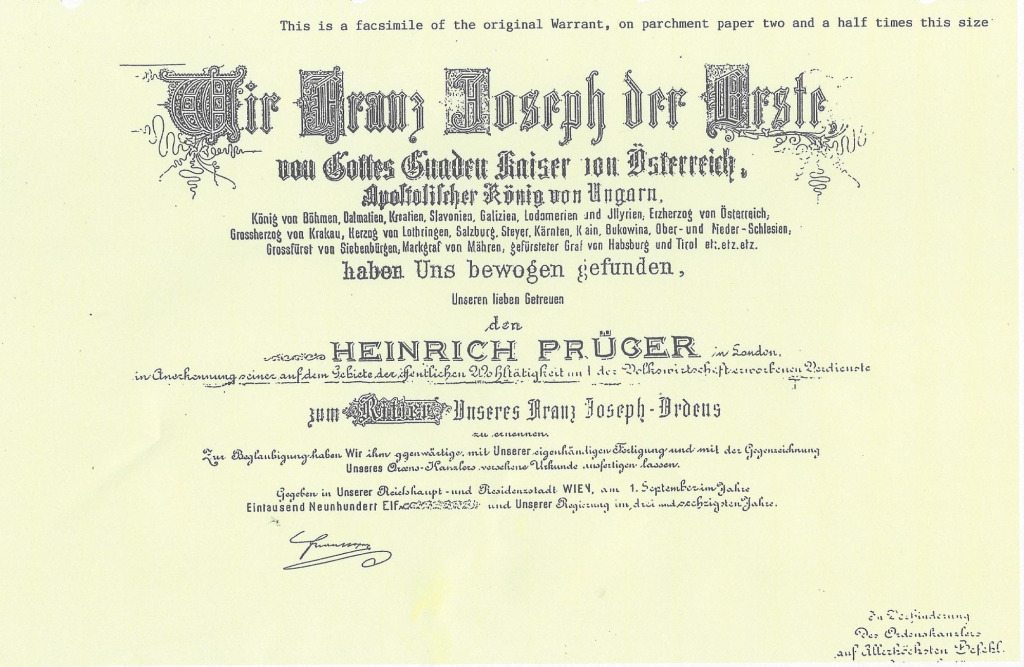 This is a facsimile of the original Warrant, on parchment paper two and a half times this size
Wir Franz Joseph der Erste,
von Gottes Gnaden Kaiser von Österreich,
Apostolischer König von Ungarn,
König von Böhmen, Dalmatien, Kroatien, Slavonien, Galizien, Lodomerien und Jllyrien, Erzherzog von Österreich,
Grossherzog von Krakau, Herzog von Lothringen, Salzburg, Steyer, Kärnten, Krain, Bukowina, Ober- und Nieder-Schlesien,
Grossfürst von Siebenbürgen, Markgraf von Mähren, gefürsteter Graf von Habsburg und Tirol etz.etz.etz.
haben Uns bewogen gefunden,
Unseren lieben Getreuen
den
HEINRICH PRÜGER in London,
in Anerkennung seiner auf dem Gebiete der öffentlichen Wohltätigkeit und der Volkswirtschaft erworbenen Verdienste
zum Ritter Unseres Franz Joseph-Ordens
zu ernennen.
Zur Beglaubigung haben Wir ihm ggenwärtige, mit Unserer eigenhändigen Fertigung und mit der Gegenzeichnung
Unseres Ordens-Kanzlers versehene Urkunde ausfertigen lassen.
Gegeben in Unserer Reichshaupt- und Residenzstadt WIEN, am 1. September im Jahre
Eintausend Neunhundert Elf und Unserer Regierung im drei und sechzigsten Jahre.
In Verhinderung
Des Ordenskanzlers
auf Allerhöchsten Befehl.